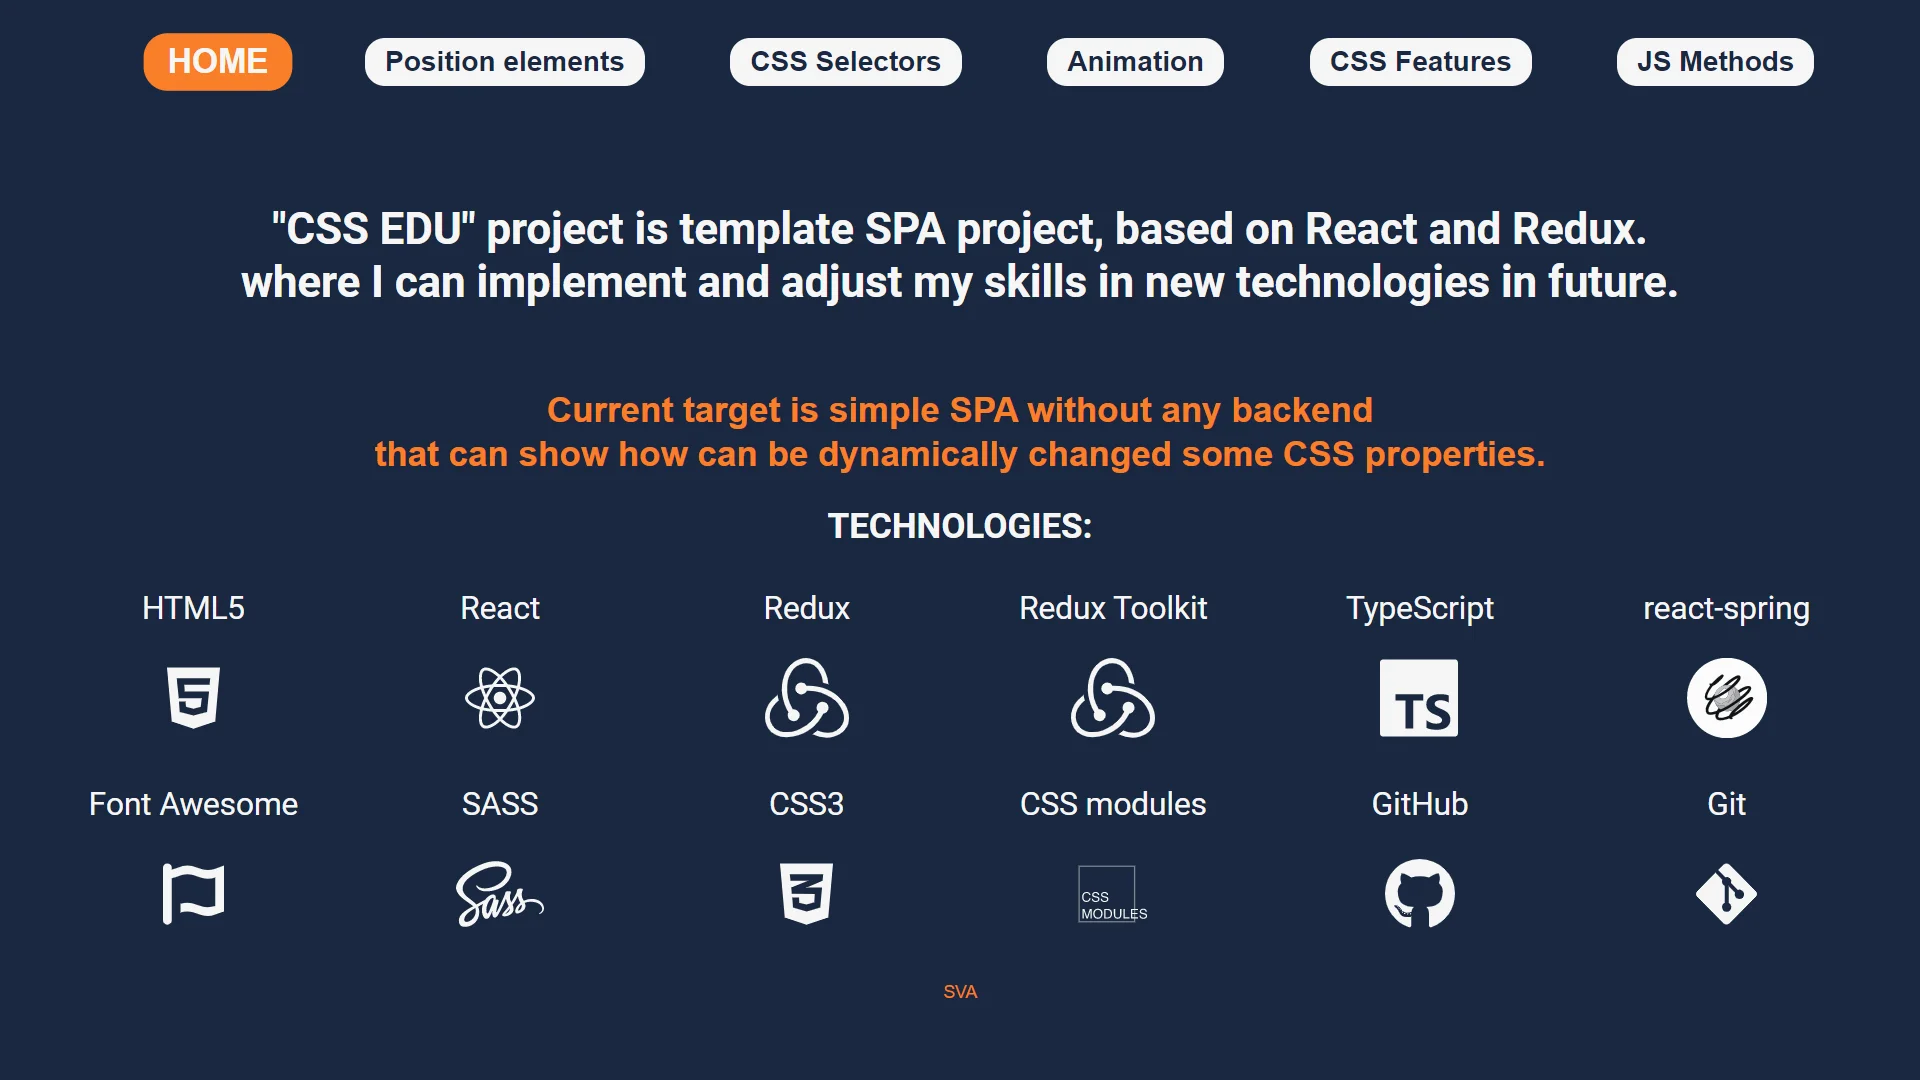 HOME
Position elements
CSS Selectors
Animation
CSS Features
JS Methods
"CSS EDU" project is template SPA project, based on React and Redux.
where I can implement and adjust my skills in new technologies in future.
Current target is simple SPA without any backend
that can show how can be dynamically changed some CSS properties.
TECHNOLOGIES:
HTML5
React
Redux
Redux Toolkit
TypeScript
react-spring
5
TS
Font Awesome
SASS
CSS3
CSS modules
GitHub
Git
Sass
3
CSS
MODULES
SVA